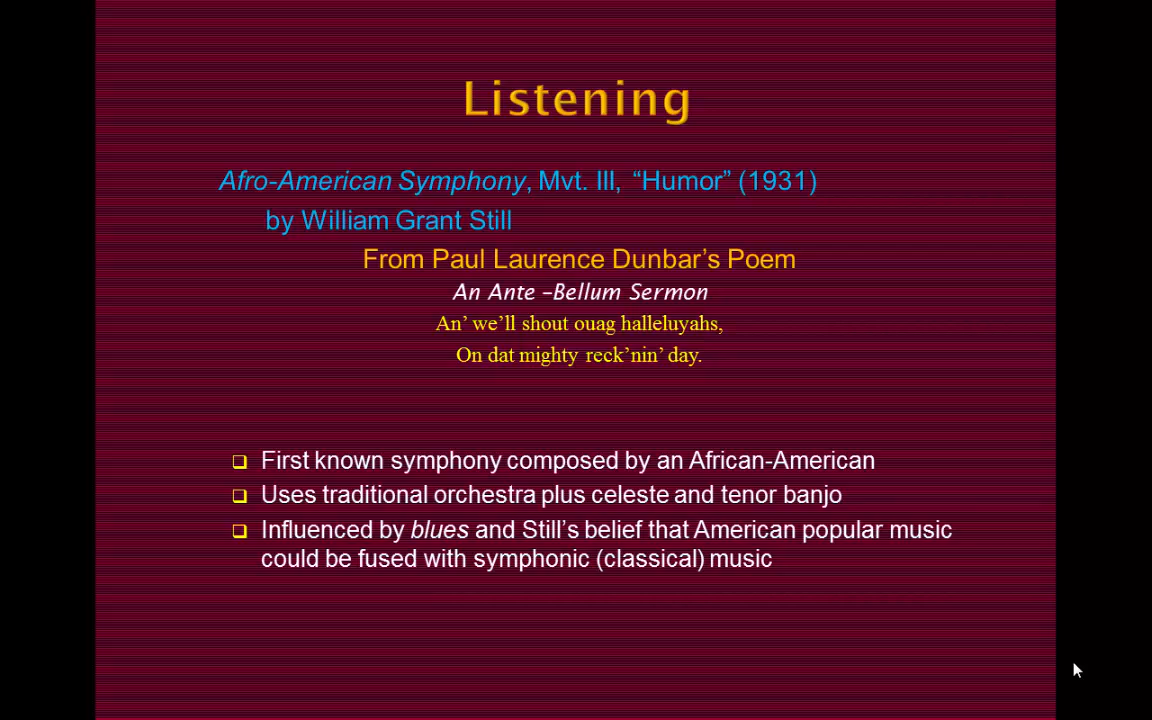 Listening
Afro-American Symphony, Mvt. III, “Humor” (1931)
by William Grant Still
From Paul Laurence Dunbar’s Poem
An Ante –Bellum Sermon
An’ we’ll shout ouag halleluyahs,
On dat mighty reck’nin’ day.
First known symphony composed by an African-American
Uses traditional orchestra plus celeste and tenor banjo
Influenced by blues and Still’s belief that American popular music
could be fused with symphonic (classical) music